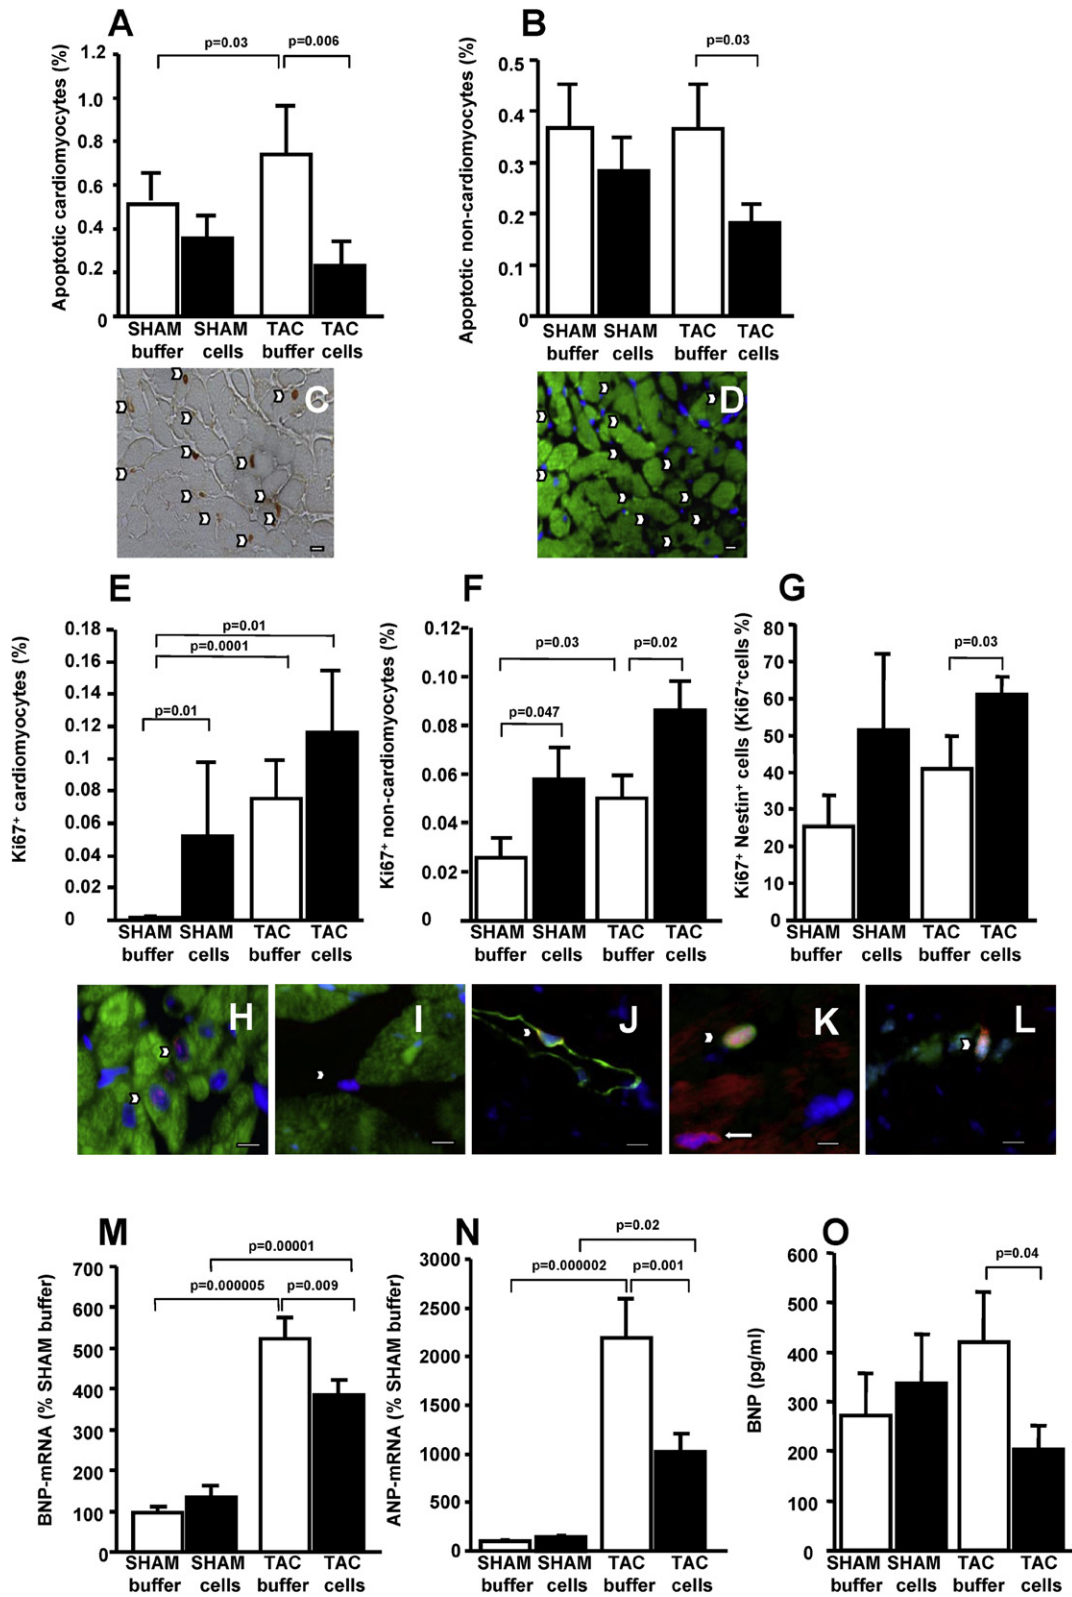 A
p=0.03
p=0.006
Apoptotic cardiomyocytes (%)
1.2
1.0
0.8
0.6
0.4
0.2
0
SHAM SHAM TAC TAC
buffer cells buffer cells
B
p=0.03
Apoptotic non-cardiomyocytes (%)
0.5
0.4
0.3
0.2
0.1
0
SHAM SHAM TAC TAC
buffer cells buffer cells
C
D
E
p=0.01
p=0.0001
p=0.01
Ki67⁺ cardiomyocytes (%)
0.18
0.16
0.14
0.12
0.1
0.08
0.06
0.04
0.02
0
SHAM SHAM TAC TAC
buffer cells buffer cells
F
p=0.03
p=0.02
p=0.047
Ki67⁺ non-cardiomyocytes (%)
0.12
0.10
0.08
0.06
0.04
0.02
0
SHAM SHAM TAC TAC
buffer cells buffer cells
G
p=0.03
Ki67⁺ Nestin⁺ cells (Ki67⁺cells %)
80
70
60
50
40
30
20
10
0
SHAM SHAM TAC TAC
buffer cells buffer cells
H
I
J
K
L
M
p=0.00001
p=0.000005
p=0.009
BNP-mRNA (% SHAM buffer)
700
600
500
400
300
200
100
0
SHAM SHAM TAC TAC
buffer cells buffer cells
N
p=0.02
p=0.000002
p=0.001
ANP-mRNA (% SHAM buffer)
3000
2500
2000
1000
500
0
SHAM SHAM TAC TAC
buffer cells buffer cells
O
p=0.04
BNP (pg/ml)
600
500
400
300
200
100
0
SHAM SHAM TAC TAC
buffer cells buffer cells